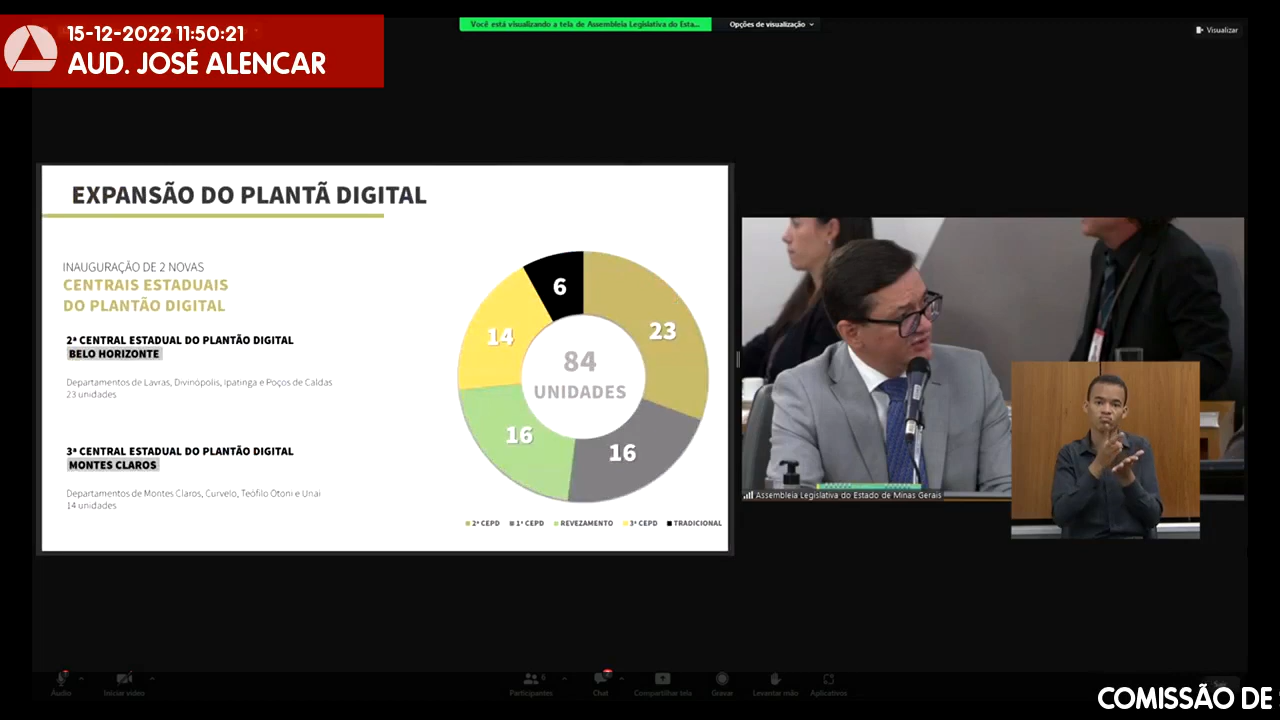 15-12-2022 11:50:21
AUD. JOSÉ ALENCAR
Você está visualizando a tela de Assembleia Legislativa do Esta...
Opções de visualização
Visualizar
EXPANSÃO DO PLANTÃ DIGITAL
INAUGURAÇÃO DE 2 NOVAS
CENTRAIS ESTADUAIS
DO PLANTÃO DIGITAL
2ª CENTRAL ESTADUAL DO PLANTÃO DIGITAL
BELO HORIZONTE
Departamentos de Lavras, Divinópolis, Ipatinga e Poços de Caldas
23 unidades
3ª CENTRAL ESTADUAL DO PLANTÃO DIGITAL
MONTES CLAROS
Departamentos de Montes Claros, Curvelo, Teófilo Otoni e Unaí
14 unidades
6
14
23
84
UNIDADES
16
16
2ª CEPD 1ª CEPD REVEZAMENTO 3ª CEPD TRADICIONAL
Assembleia Legislativa do Estado de Minas Gerais
Áudio
Iniciar vídeo
Participantes
6
Chat
Compartilhar tela
Gravar
Levantar mão
Aplicativos
Sair
COMISSÃO DE